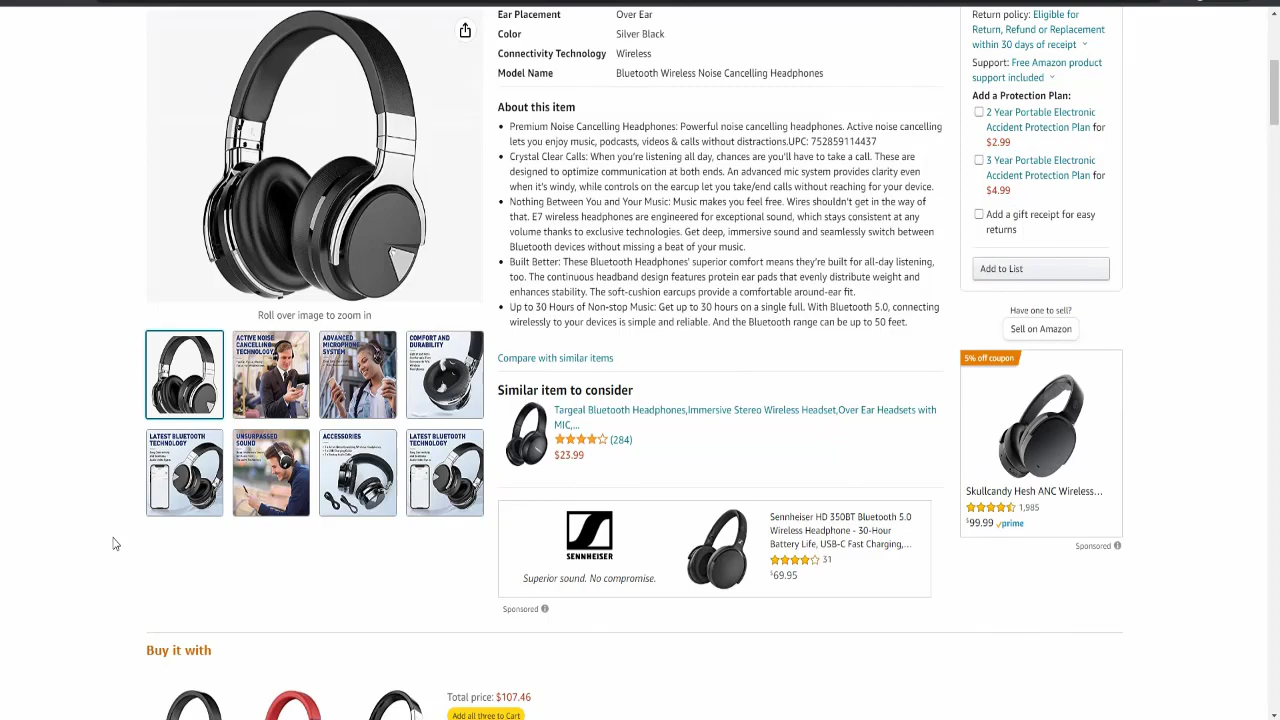 Ear Placement Over Ear
Color Silver Black
Connectivity Technology Wireless
Model Name Bluetooth Wireless Noise Cancelling Headphones
About this item
Premium Noise Cancelling Headphones: Powerful noise cancelling headphones. Active noise cancelling
lets you enjoy music, podcasts, videos & calls without distractions.UPC: 752859114437
Crystal Clear Calls: When you're listening all day, chances are you'll have to take a call. These are
designed to optimize communication at both ends. An advanced mic system provides clarity even
when it's windy, while controls on the earcup let you take/end calls without reaching for your device.
Nothing Between You and Your Music: Music makes you feel free. Wires shouldn't get in the way of
that. E7 wireless headphones are engineered for exceptional sound, which stays consistent at any
volume thanks to exclusive technologies. Get deep, immersive sound and seamlessly switch between
Bluetooth devices without missing a beat of your music.
Built Better: These Bluetooth Headphones' superior comfort means they're built for all-day listening,
too. The continuous headband design features protein ear pads that evenly distribute weight and
enhances stability. The soft-cushion earcups provide a comfortable around-ear fit.
Up to 30 Hours of Non-stop Music: Get up to 30 hours on a single full. With Bluetooth 5.0, connecting
wirelessly to your devices is simple and reliable. And the Bluetooth range can be up to 50 feet.
Compare with similar items
Similar item to consider
Targeal Bluetooth Headphones,Immersive Stereo Wireless Headset,Over Ear Headsets with
MIC,...
(284)
$23.99
SENNHEISER
Superior sound. No compromise.
Sennheiser HD 350BT Bluetooth 5.0
Wireless Headphone - 30-Hour
Battery Life, USB-C Fast Charging,...
31
$69.95
Sponsored
Roll over image to zoom in
ACTIVE NOISE
CANCELLING
TECHNOLOGY
ADVANCED
MICROPHONE
SYSTEM
COMFORT AND
DURABILITY
LATEST BLUETOOTH
TECHNOLOGY
UNSURPASSED
SOUND
ACCESSORIES
LATEST BLUETOOTH
TECHNOLOGY
Return policy: Eligible for
Return, Refund or Replacement
within 30 days of receipt
Support: Free Amazon product
support included
Add a Protection Plan:
2 Year Portable Electronic
Accident Protection Plan for
$2.99
3 Year Portable Electronic
Accident Protection Plan for
$4.99
Add a gift receipt for easy
returns
Add to List
Have one to sell?
Sell on Amazon
5% off coupon
Skullcandy Hesh ANC Wireless...
1,985
$99.99 prime
Sponsored
Buy it with
Total price: $107.46
Add all three to Cart